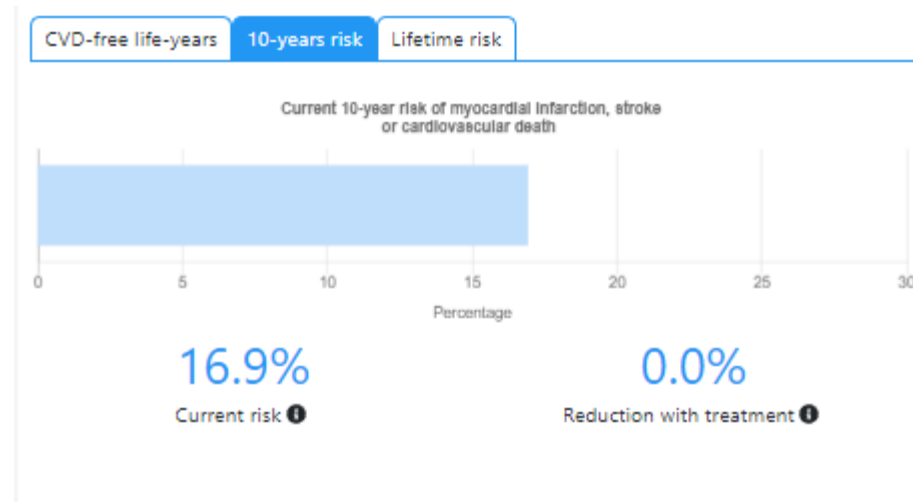 CVD-free life-years 10-years risk Lifetime risk
Current 10-year risk of myocardial infarction, stroke
or cardiovascular death
0 5 10 15 20 25 30
Percentage
16.9% 0.0%
Current risk Reduction with treatment